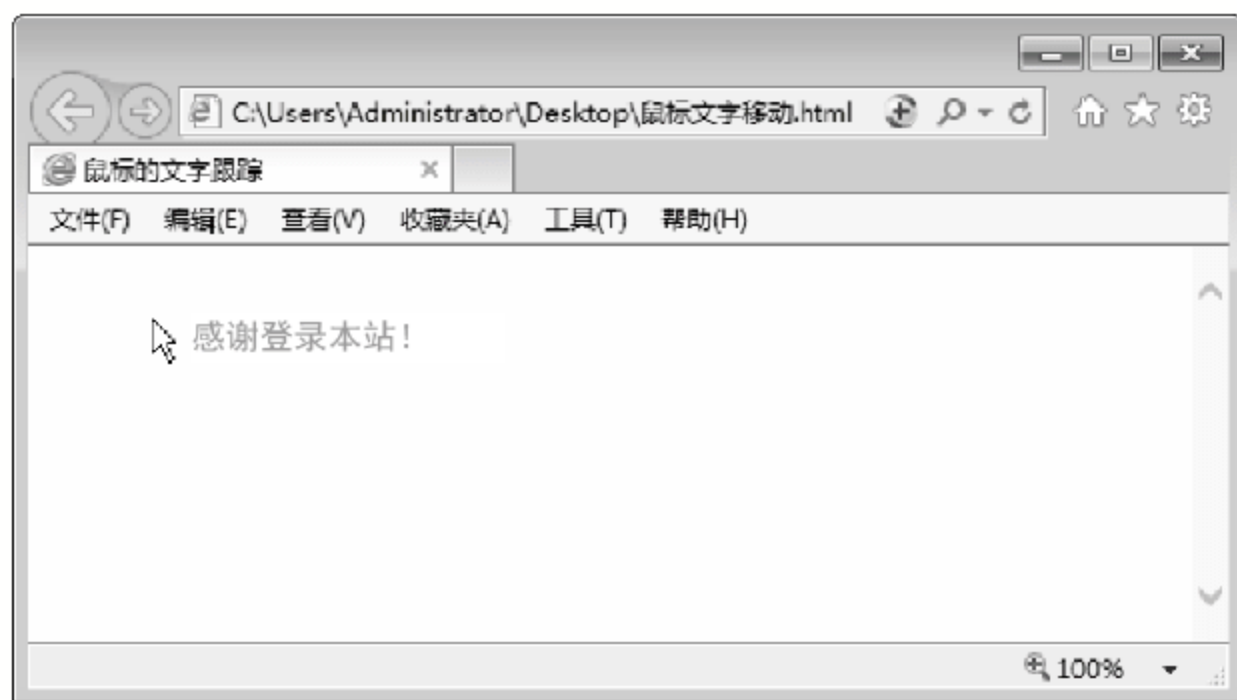 C:\Users\Administrator\Desktop\鼠标文字移动.html
鼠标的文字跟踪
文件(F) 编辑(E) 查看(V) 收藏夹(A) 工具(T) 帮助(H)
感谢登录本站!
100%